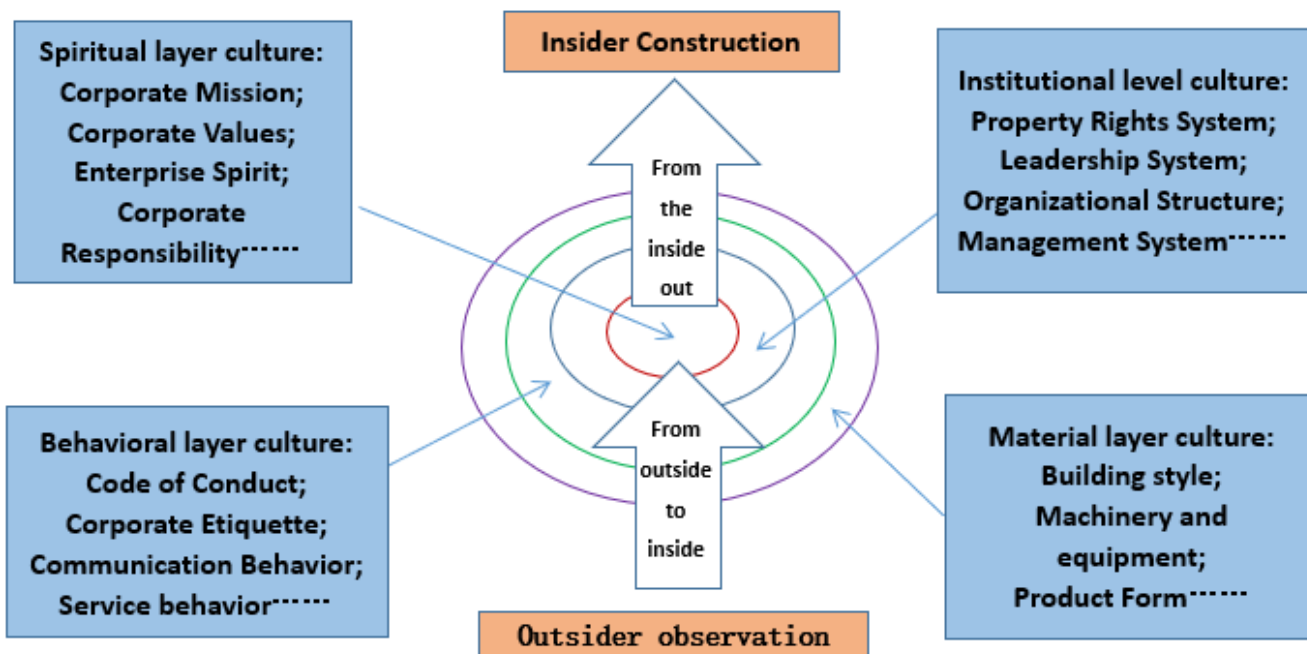 Insider Construction
Spiritual layer culture:
Corporate Mission;
Corporate Values;
Enterprise Spirit;
Corporate
Responsibility······
Institutional level culture:
Property Rights System;
Leadership System;
Organizational Structure;
Management System······
From
the
inside
out
Behavioral layer culture:
Code of Conduct;
Corporate Etiquette;
Communication Behavior;
Service behavior······
From
outside
to
inside
Material layer culture:
Building style;
Machinery and
equipment;
Product Form······
Outsider observation